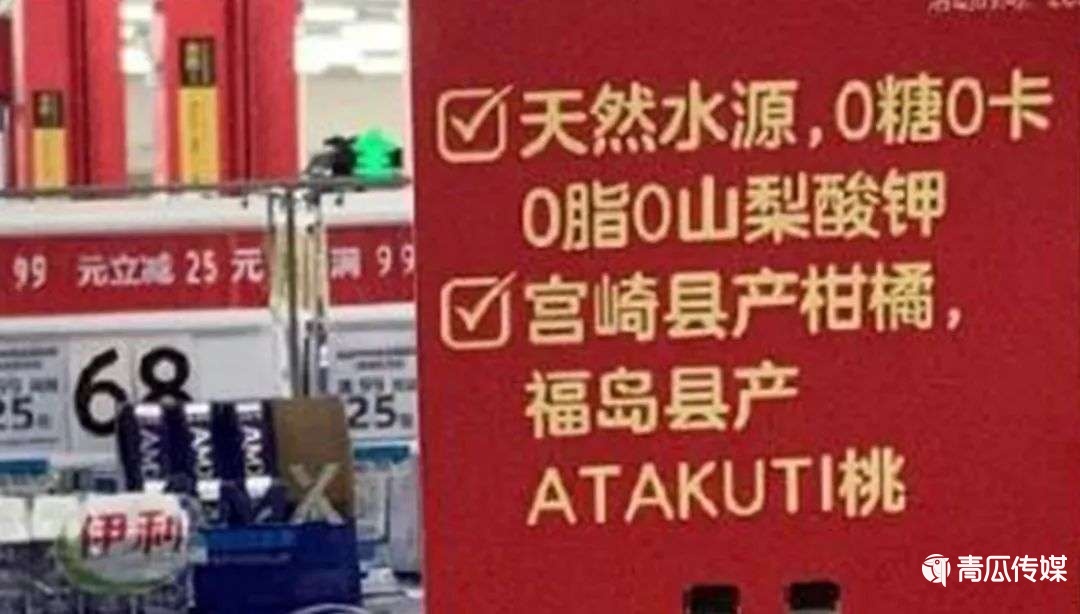 天然水源,0糖0卡
0脂0山梨酸钾
宫崎县产柑橘,
福岛县产
ATAKUTI桃
99 元立减 25 元
满 99
68
25
25
伊利
青瓜传媒